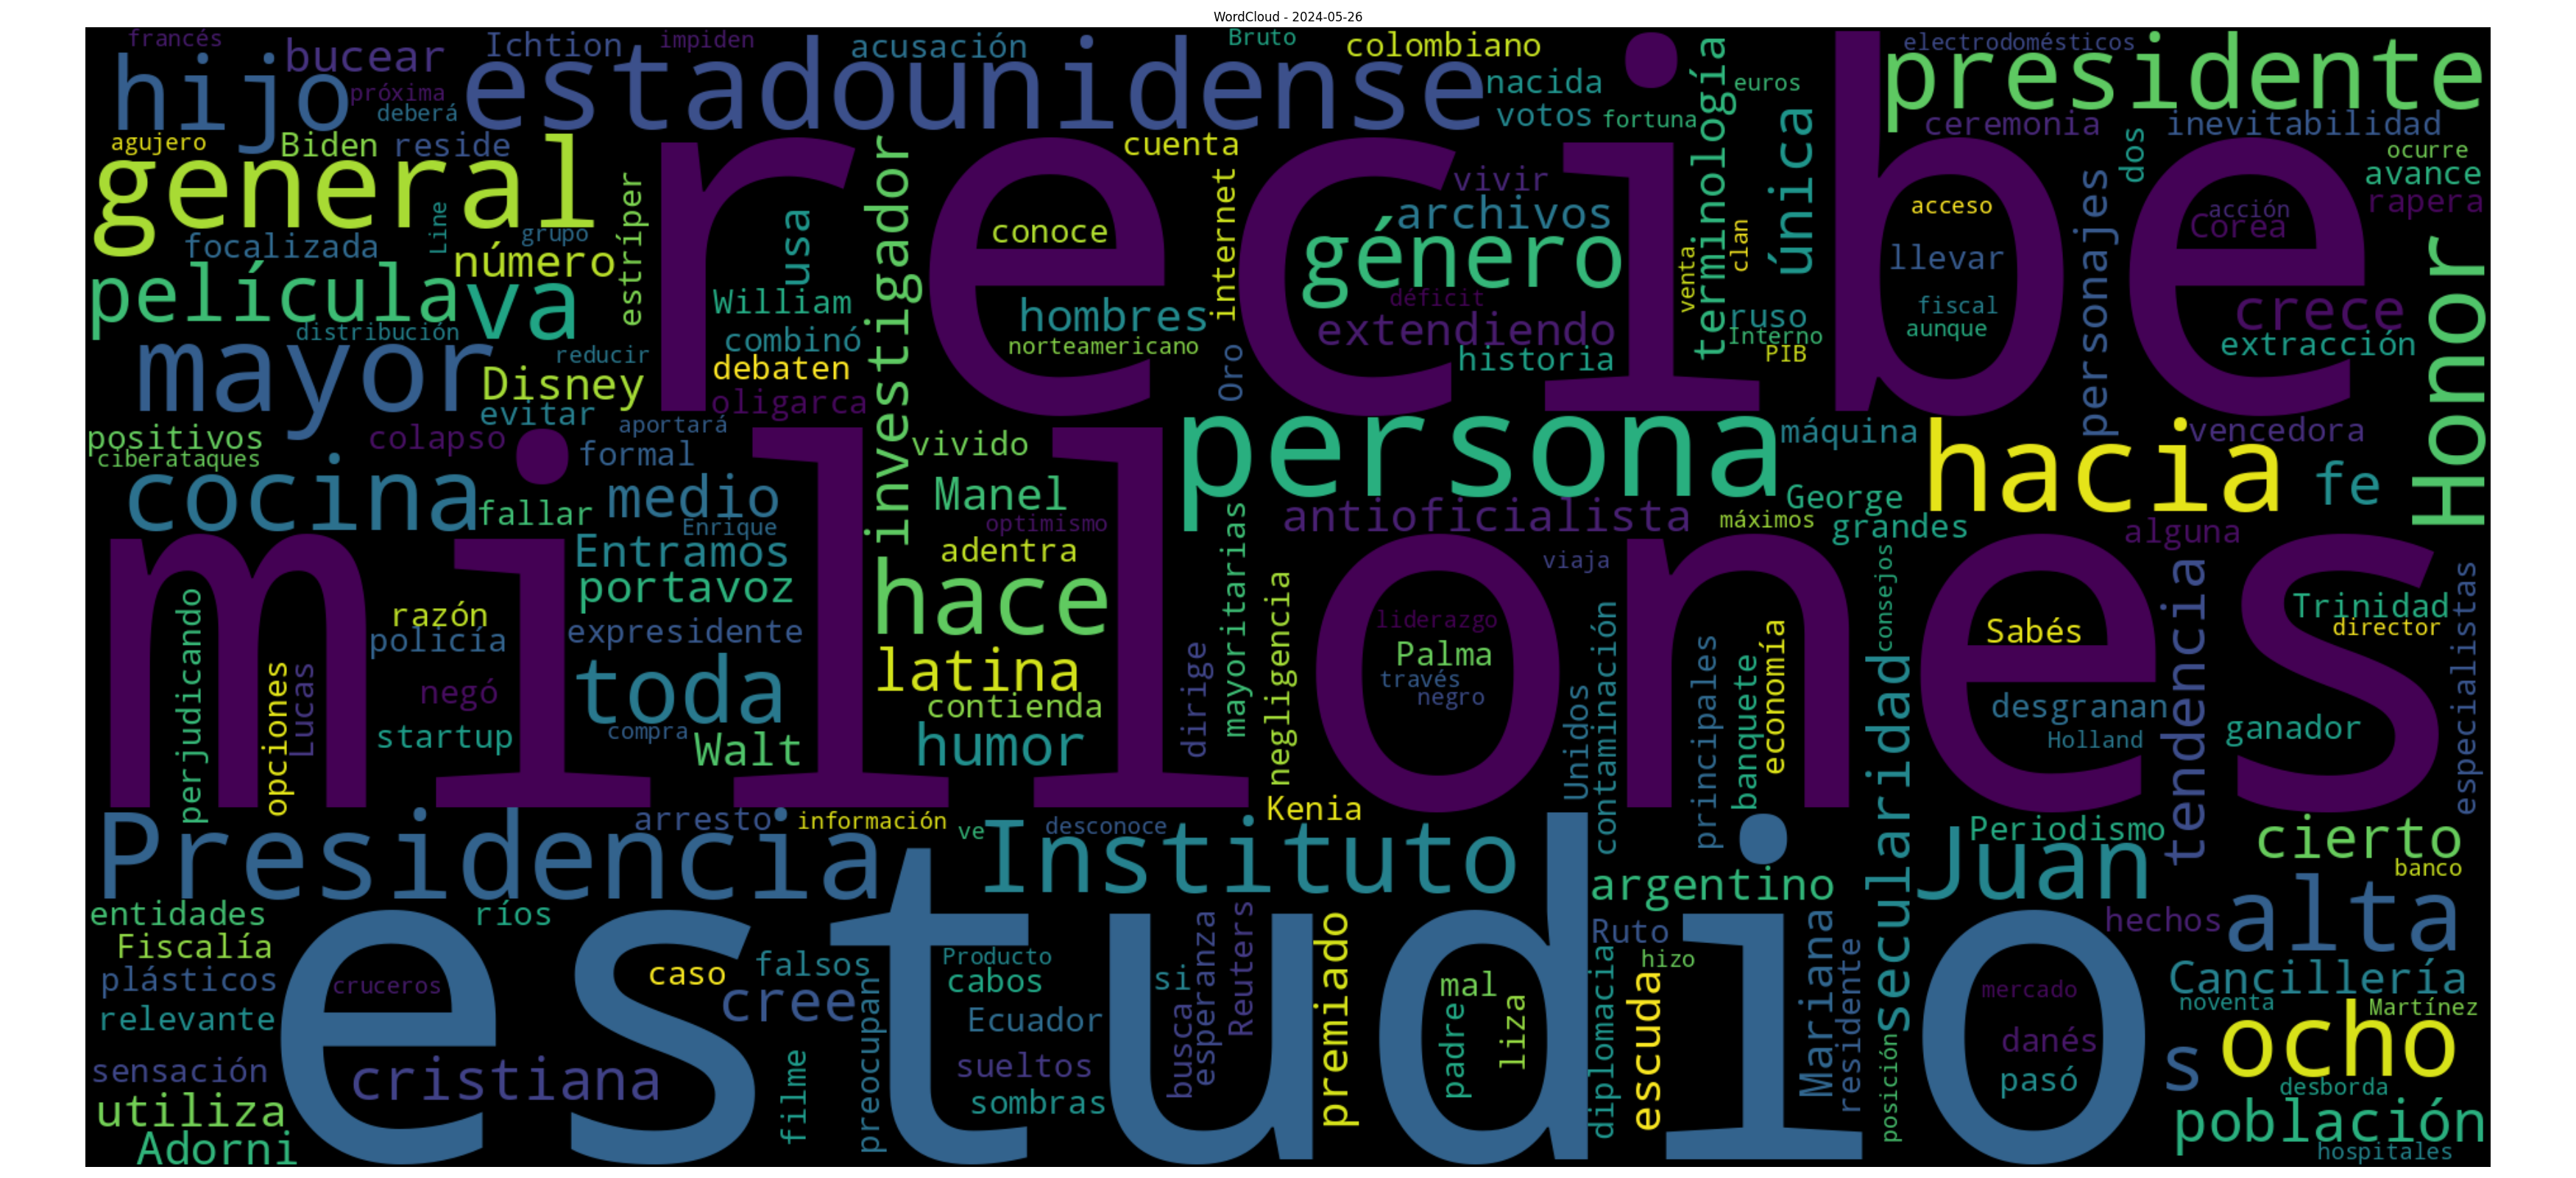 WordCloud - 2024-05-26
francés
bucear
Ichtion
impiden
acusación
Bruto
colombiano
electrodomésticos
hijo
estadounidense
presidente
próxima
deberá
nacida
euros
votos
fortuna
terminología
única
ceremonia
inevitabilidad
agujero
Biden
reside
cuenta
dos
ocurre
avance
general
recibe
investigador
vivir
archivos
acceso
personajes
acción
Corea
rapera
focalizada
Line
grupo
estríper
usa
conoce
internet
género
clan
llevar
número
película
va
William
hombres
déficit
venta
ruso
fiscal
crece
Honor
distribución
combinó
norteamericano
extendiendo
Interno
aunque
extracción
mayor
reducir
debaten
historia
PIB
Disney
Oro
oligarca
evitar
positivos
colapso
aportará
persona
máquina
hacia
vencedora
ciberataques
formal
vivido
cocina
medio
Manel
George
fe
fallar
Enrique
optimismo
antioficialista
máximos
grandes
alguna
Entramos
adentra
mayoritarias
viaja
consejos
millones
portavoz
hace
negligencia
tendencia
especialistas
perjudicando
razón
policía
expresidente
liderazgo
contaminación
principales
economía
Sabés
Trinidad
director
opciones
Lucas
negó
toda
latina
dirige
Palma
través
negro
Unidos
banquete
secularidad
desgranan
startup
compra
contienda
Holland
ganador
Walt
humor
Kenia
Presidencia
arresto
información
ve
desconoce
Instituto
Periodismo
Juan
cierto
banco
argentino
entidades
ríos
estudio
Ruto
hechos
alta
Fiscalía
caso
falsos
Producto
si
esperanza
Reuters
premiado
hizo
Mariana
plásticos
cruceros
cree
cabos
mal
diplomacia
escuda
residente
mercado
Cancillería
noventa
Martínez
relevante
preocupan
Ecuador
busca
padre
liza
danés
ocho
sensación
cristiana
filme
sueltos
posición
pasó
s
desborda
utiliza
sombras
población
Adorni
hospitales